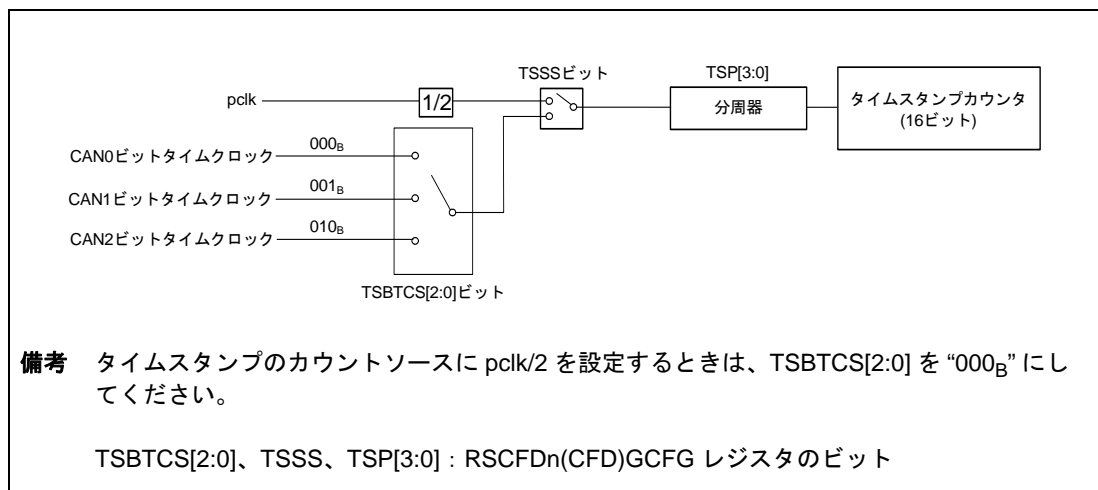 TSSSビット
TSP[3:0]
pclk
1/2
分周器
タイムスタンプカウンタ
(16ビット)
CAN0ビットタイムクロック
000B
CAN1ビットタイムクロック
001B
CAN2ビットタイムクロック
010B
TSBTCS[2:0]ビット
備考 タイムスタンプのカウントソースに pclk/2 を設定するときは、TSBTCS[2:0] を “000B” にし
てください。
TSBTCS[2:0]、TSSS、TSP[3:0]：RSCFDn(CFD)GCFG レジスタのビット